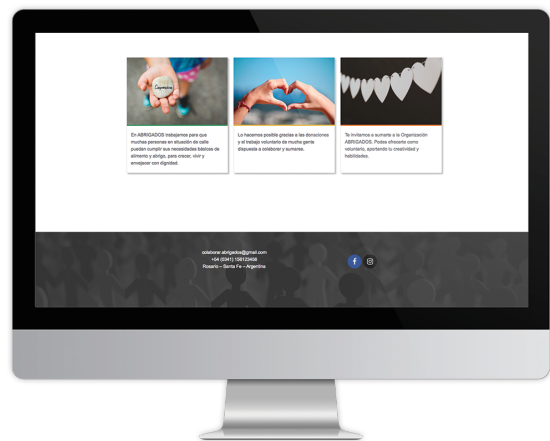 En ABRIGADOS trabajamos para que
muchas personas en situación de calle
puedan cumplir sus necesidades básicas de
alimento y abrigo, para crecer, vivir y
envejecer con dignidad.
Lo hacemos posible gracias a las donaciones
y el trabajo voluntario de mucha gente
dispuesta a colaborar y sumarse.
Te invitamos a sumarte a la Organización
ABRIGADOS. Podes ofrecerte como
voluntario, aportando tu creatividad y
habilidades.
colaborar.abrigados@gmail.com
+54 (0341) 156123456
Rosario – Santa Fe – Argentina